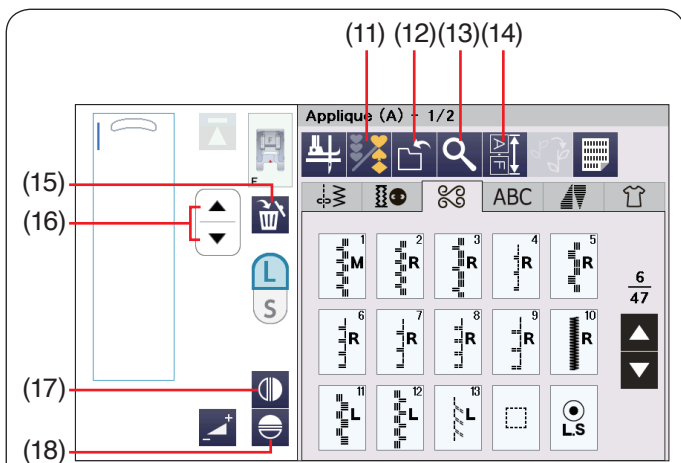 (11) (12)(13)(14)
Applique (A) - 1/2
F
A F
(15)
(16)
ABC
L
S
1 M
2 R
3 R
4 R
5 R
6
47
6 R
7 R
8 R
9 R
10 R
(17)
11 L
12 L
13 L
L.S
(18)